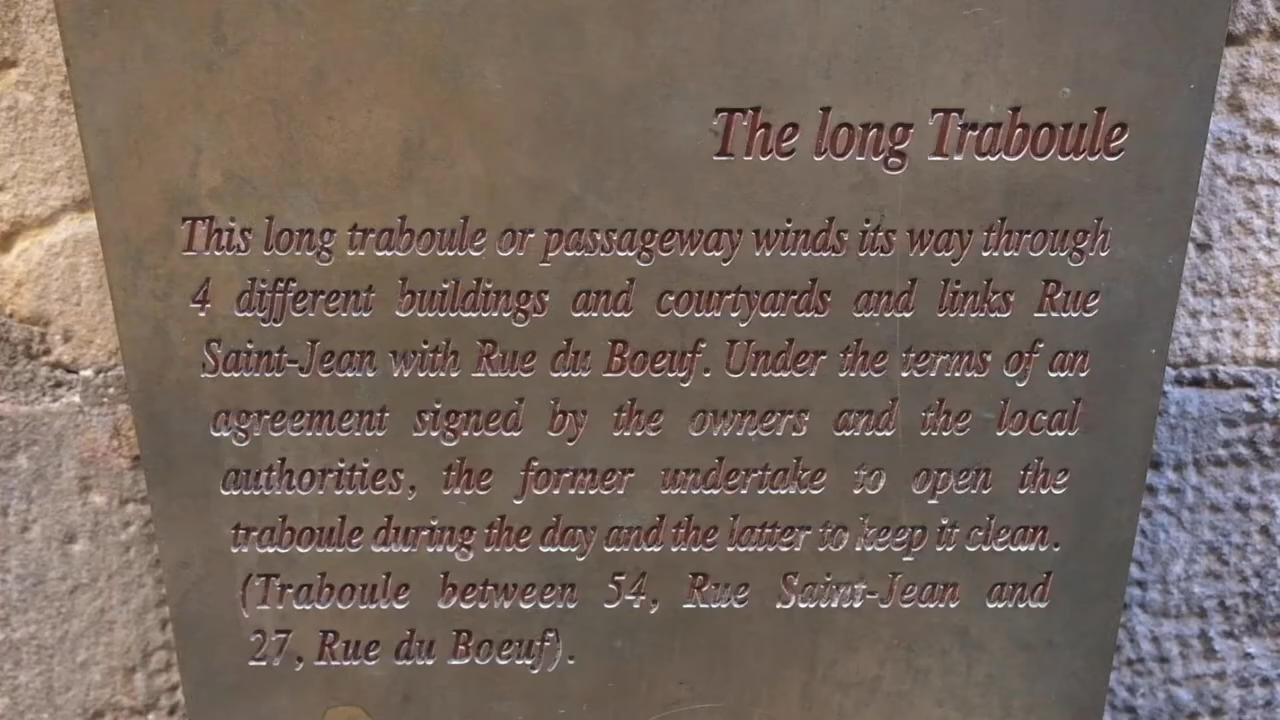 The long Traboule
This long traboule or passageway winds its way through
4 different buildings and courtyards and links Rue
Saint-Jean with Rue du Boeuf. Under the terms of an
agreement signed by the owners and the local
authorities, the former undertake to open the
traboule during the day and the latter to keep it clean.
(Traboule between 54, Rue Saint-Jean and
27, Rue du Boeuf).